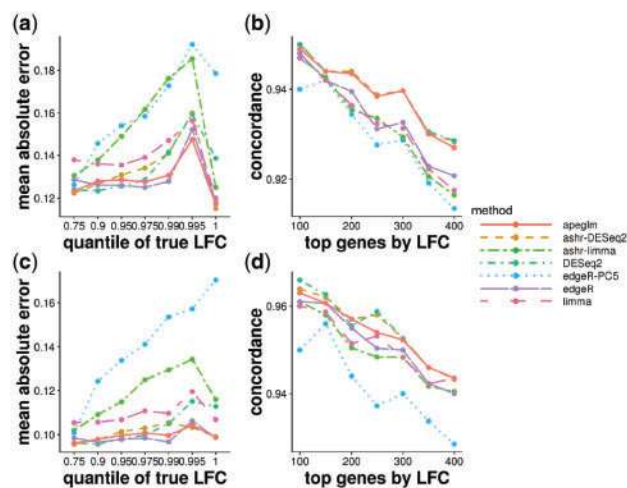 (a)
mean absolute error
0.18
0.16
0.14
0.12
0.75 0.9 0.95 0.975 0.99 0.995 1
quantile of true LFC
(b)
concordance
0.94
0.92
100 200 300 400
top genes by LFC
method
apeglm
ashr-DESeq2
ashr-limma
DESeq2
edgeR-PC5
edgeR
limma
(c)
mean absolute error
0.16
0.14
0.12
0.10
0.75 0.9 0.95 0.975 0.99 0.995 1
quantile of true LFC
(d)
concordance
0.96
0.94
100 200 300 400
top genes by LFC